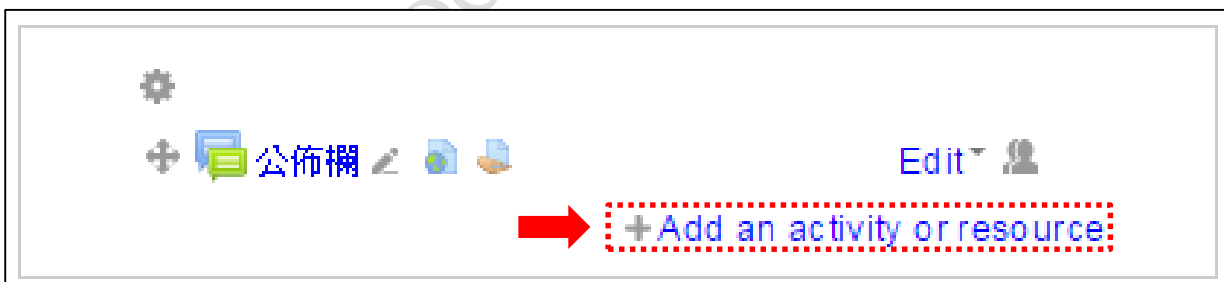 公佈欄 Edit
Add an activity or resource